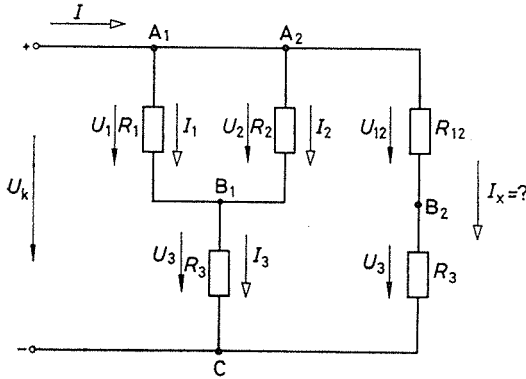 I
+ A₁ A₂
U₁ R₁ I₁ U₂ R₂ I₂ U₁₂ R₁₂
Uₖ B₁ B₂ Iₓ=?
U₃ R₃ I₃ U₃ R₃
−
C